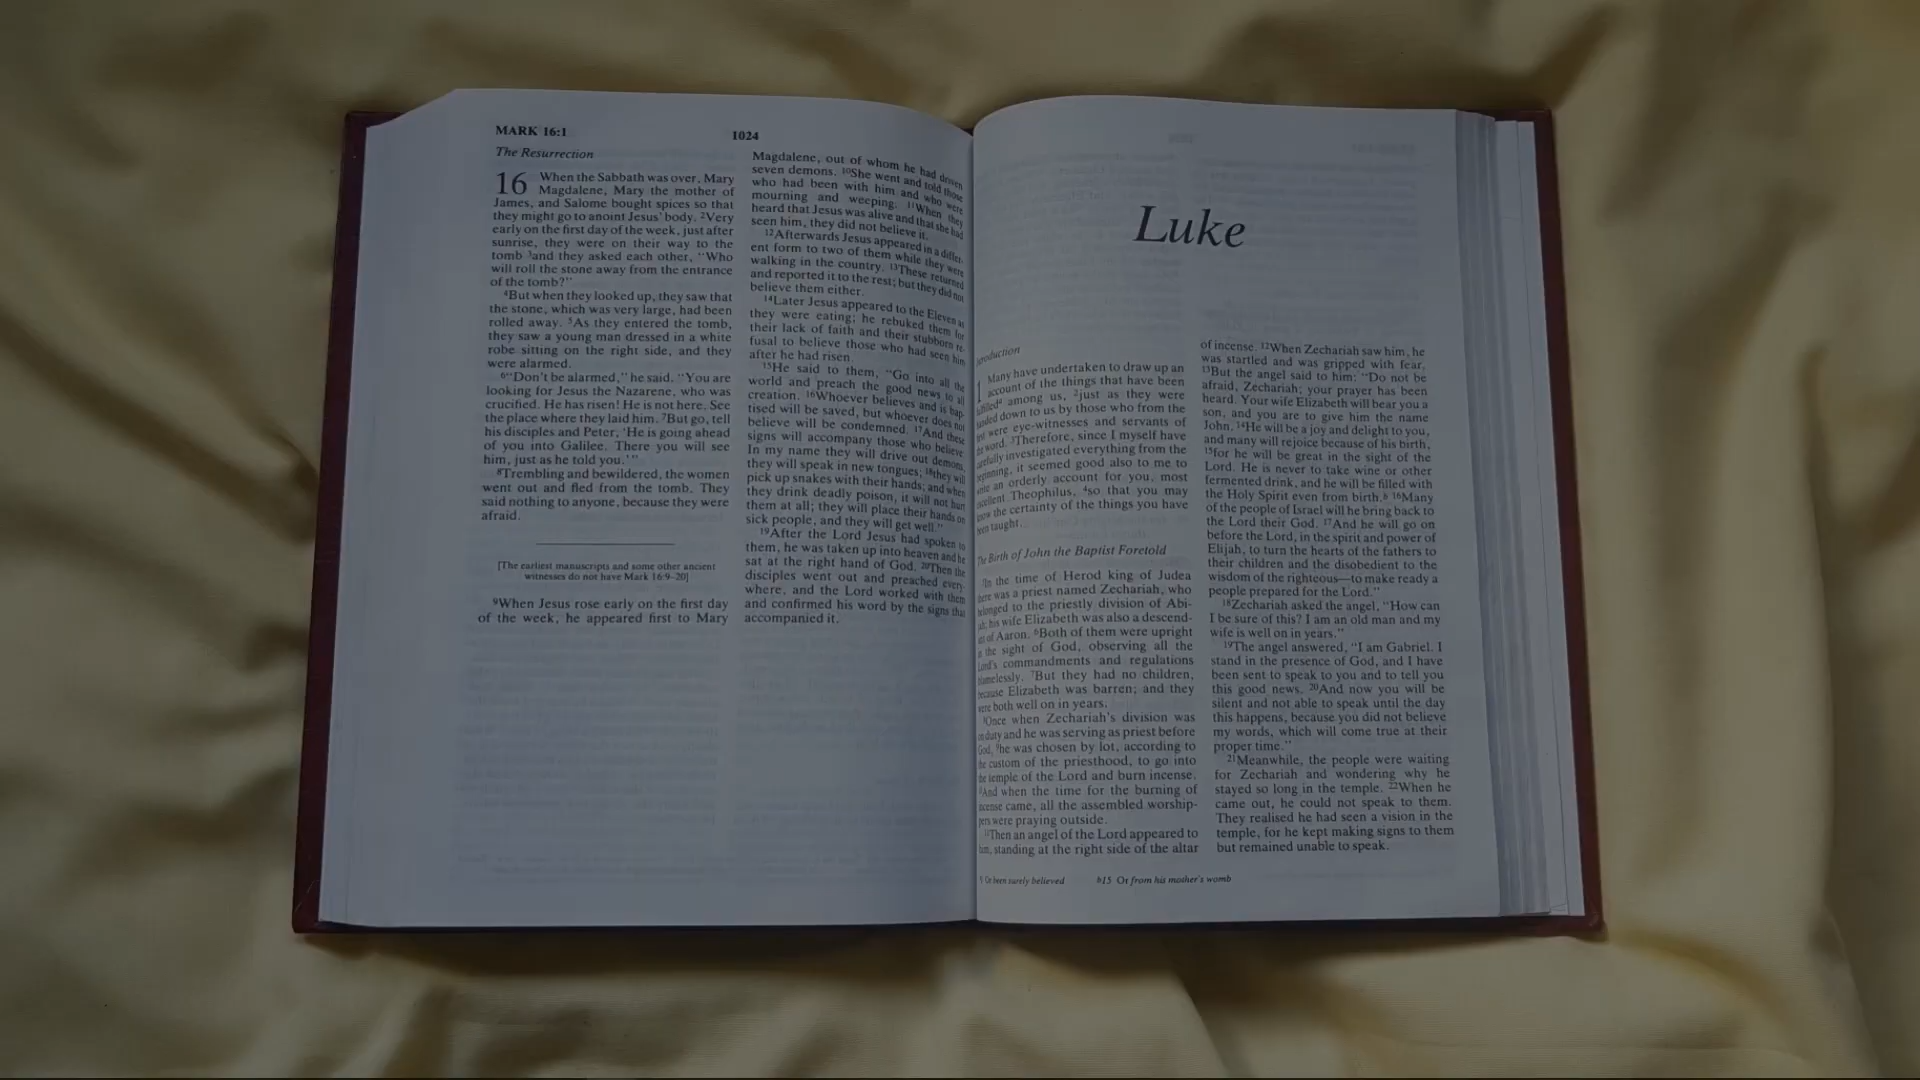 MARK 16:1
1024
The Resurrection
16 When the Sabbath was over, Mary
Magdalene, Mary the mother of
James, and Salome bought spices so that
they might go to anoint Jesus' body. 2Very
early on the first day of the week, just after
sunrise, they were on their way to the
tomb 3and they asked each other, "Who
will roll the stone away from the entrance
of the tomb?"
4But when they looked up, they saw that
the stone, which was very large, had been
rolled away. 5As they entered the tomb,
they saw a young man dressed in a white
robe sitting on the right side, and they
were alarmed.
6"Don't be alarmed," he said. "You are
looking for Jesus the Nazarene, who was
crucified. He has risen! He is not here. See
the place where they laid him. 7But go, tell
his disciples and Peter, 'He is going ahead
of you into Galilee. There you will see
him, just as he told you.'"
8Trembling and bewildered, the women
went out and fled from the tomb. They
said nothing to anyone, because they were
afraid.
[The earliest manuscripts and some other ancient
witnesses do not have Mark 16:9–20]
9When Jesus rose early on the first day
of the week, he appeared first to Mary
Magdalene, out of whom he had driven
seven demons. 10She went and told those
who had been with him and who were
mourning and weeping. 11When they
heard that Jesus was alive and that she had
seen him, they did not believe it.
12Afterwards Jesus appeared in a differ-
ent form to two of them while they were
walking in the country. 13These returned
and reported it to the rest; but they did not
believe them either.
14Later Jesus appeared to the Eleven as
they were eating; he rebuked them for
their lack of faith and their stubborn re-
fusal to believe those who had seen him
after he had risen.
15He said to them, "Go into all the
world and preach the good news to all
creation. 16Whoever believes and is bap-
tised will be saved, but whoever does not
believe will be condemned. 17And these
signs will accompany those who believe:
In my name they will drive out demons;
they will speak in new tongues; 18they will
pick up snakes with their hands; and when
they drink deadly poison, it will not hurt
them at all; they will place their hands on
sick people, and they will get well."
19After the Lord Jesus had spoken to
them, he was taken up into heaven and he
sat at the right hand of God. 20Then the
disciples went out and preached every-
where, and the Lord worked with them
and confirmed his word by the signs that
accompanied it.
Luke
Many have undertaken to draw up an
account of the things that have been
among us, 2just as they were
down to us by those who from the
were eye-witnesses and servants of
word. 3Therefore, since I myself have
investigated everything from the
beginning, it seemed good also to me to
an orderly account for you, most
excellent Theophilus, 4so that you may
the certainty of the things you have
been taught.
The Birth of John the Baptist Foretold
In the time of Herod king of Judea
there was a priest named Zechariah, who
belonged to the priestly division of Abi-
his wife Elizabeth was also a descend-
of Aaron. 6Both of them were upright
the sight of God, observing all the
Lord's commandments and regulations
blamelessly. 7But they had no children,
because Elizabeth was barren; and they
were both well on in years.
8Once when Zechariah's division was
on duty and he was serving as priest before
God, 9he was chosen by lot, according to
the custom of the priesthood, to go into
the temple of the Lord and burn incense.
And when the time for the burning of
incense came, all the assembled worship-
pers were praying outside.
11Then an angel of the Lord appeared to
him, standing at the right side of the altar
of incense. 12When Zechariah saw him, he
was startled and was gripped with fear.
13But the angel said to him: "Do not be
afraid, Zechariah; your prayer has been
heard. Your wife Elizabeth will bear you a
son, and you are to give him the name
John. 14He will be a joy and delight to you,
and many will rejoice because of his birth,
15for he will be great in the sight of the
Lord. He is never to take wine or other
fermented drink, and he will be filled with
the Holy Spirit even from birth.b 16Many
of the people of Israel will he bring back to
the Lord their God. 17And he will go on
before the Lord, in the spirit and power of
Elijah, to turn the hearts of the fathers to
their children and the disobedient to the
wisdom of the righteous—to make ready a
people prepared for the Lord."
18Zechariah asked the angel, "How can
I be sure of this? I am an old man and my
wife is well on in years."
19The angel answered, "I am Gabriel. I
stand in the presence of God, and I have
been sent to speak to you and to tell you
this good news. 20And now you will be
silent and not able to speak until the day
this happens, because you did not believe
my words, which will come true at their
proper time."
21Meanwhile, the people were waiting
for Zechariah and wondering why he
stayed so long in the temple. 22When he
came out, he could not speak to them.
They realised he had seen a vision in the
temple, for he kept making signs to them
but remained unable to speak.
Or been surely believed
b15 Or from his mother's womb